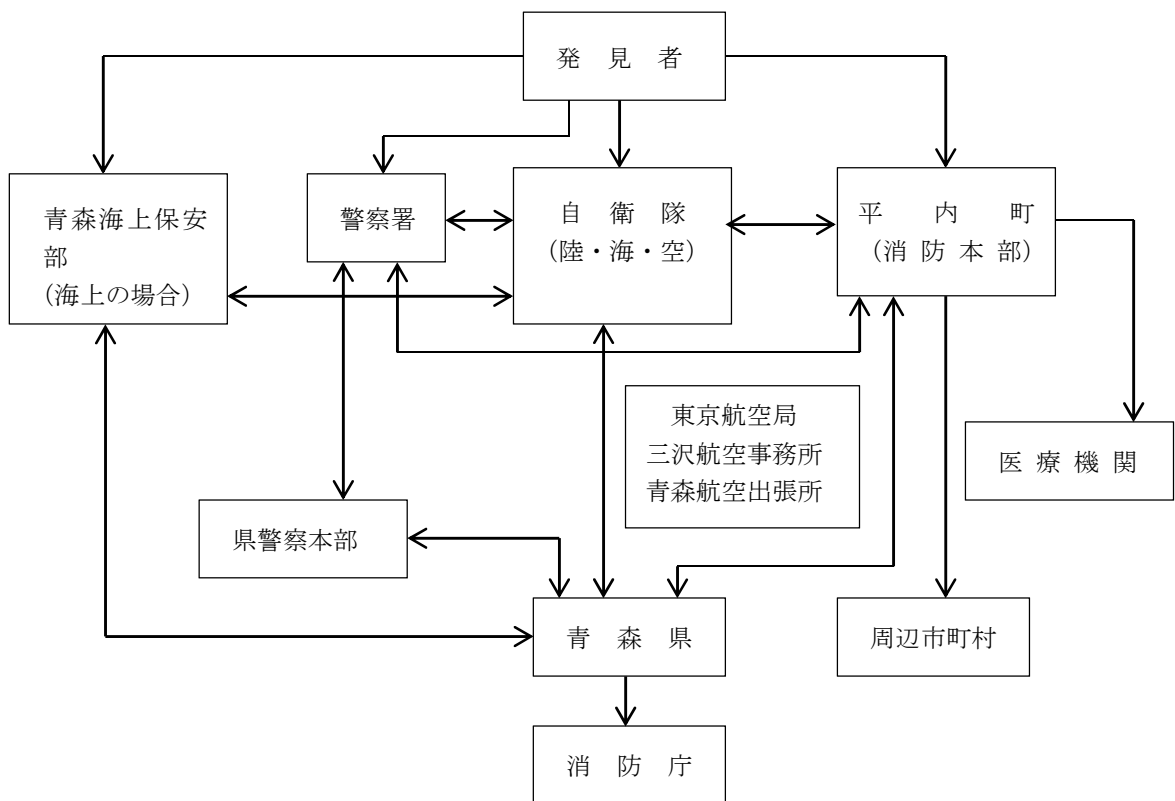 発見者
青森海上保安
部
(海上の場合)
警察署
自衛隊
(陸・海・空)
平内町
(消防本部)
東京航空局
三沢航空事務所
青森航空出張所
医療機関
県警察本部
青森県
周辺市町村
消防庁